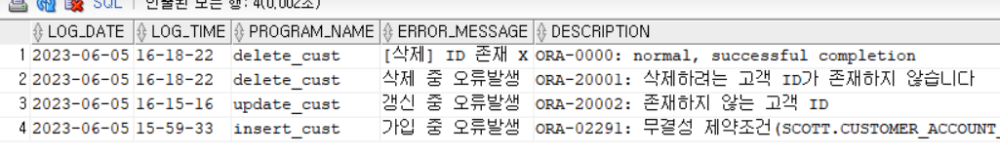 SQL | 인출된 모든 행: 4(0.002초)
LOG_DATE LOG_TIME PROGRAM_NAME ERROR_MESSAGE DESCRIPTION
1 2023-06-05 16-18-22 delete_cust [삭제] ID 존재 X ORA-0000: normal, successful completion
2 2023-06-05 16-18-22 delete_cust 삭제 중 오류발생 ORA-20001: 삭제하려는 고객 ID가 존재하지 않습니다
3 2023-06-05 16-15-16 update_cust 갱신 중 오류발생 ORA-20002: 존재하지 않는 고객 ID
4 2023-06-05 15-59-33 insert_cust 가입 중 오류발생 ORA-02291: 무결성 제약조건(SCOTT.CUSTOMER_ACCOUNT_